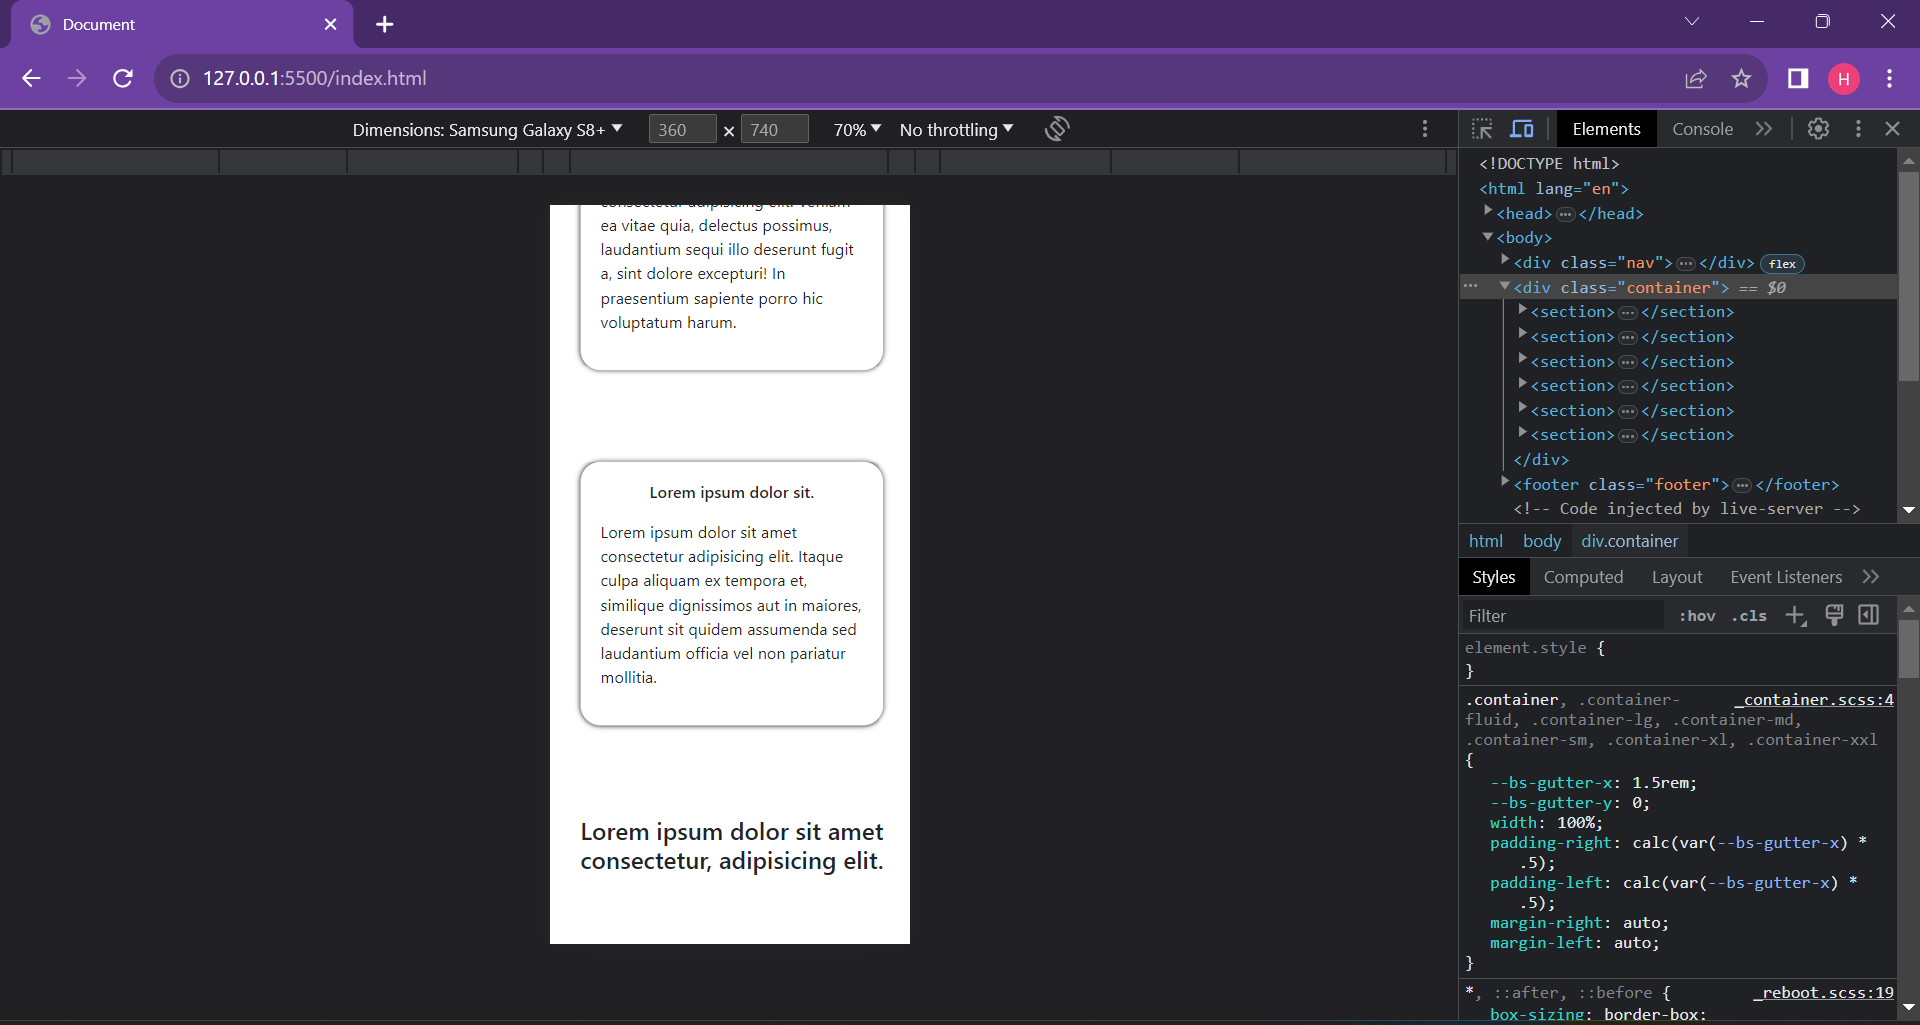 Document
127.0.0.1:5500/index.html
H
Dimensions: Samsung Galaxy S8+
360 × 740
70%
No throttling
Elements
Console
<!DOCTYPE html>
<html lang="en">
<head> </head>
<body>
<div class="nav"> </div> flex
<div class="container"> == $0
<section> </section>
<section> </section>
<section> </section>
<section> </section>
<section> </section>
<section> </section>
</div>
<footer class="footer"> </footer>
<!-- Code injected by live-server -->
html body div.container
Styles Computed Layout Event Listeners
Filter :hov .cls
element.style {
}
.container, .container- _container.scss:4
fluid, .container-lg, .container-md,
.container-sm, .container-xl, .container-xxl
{
--bs-gutter-x: 1.5rem;
--bs-gutter-y: 0;
width: 100%;
padding-right: calc(var(--bs-gutter-x) *
.5);
padding-left: calc(var(--bs-gutter-x) *
.5);
margin-right: auto;
margin-left: auto;
}
*, ::after, ::before { _reboot.scss:19
box-sizing: border-box;
consectetur adipisicing elit. Veniam
ea vitae quia, delectus possimus,
laudantium sequi illo deserunt fugit
a, sint dolore excepturi! In
praesentium sapiente porro hic
voluptatum harum.
Lorem ipsum dolor sit.
Lorem ipsum dolor sit amet
consectetur adipisicing elit. Itaque
culpa aliquam ex tempora et,
similique dignissimos aut in maiores,
deserunt sit quidem assumenda sed
laudantium officia vel non pariatur
mollitia.
Lorem ipsum dolor sit amet
consectetur, adipisicing elit.